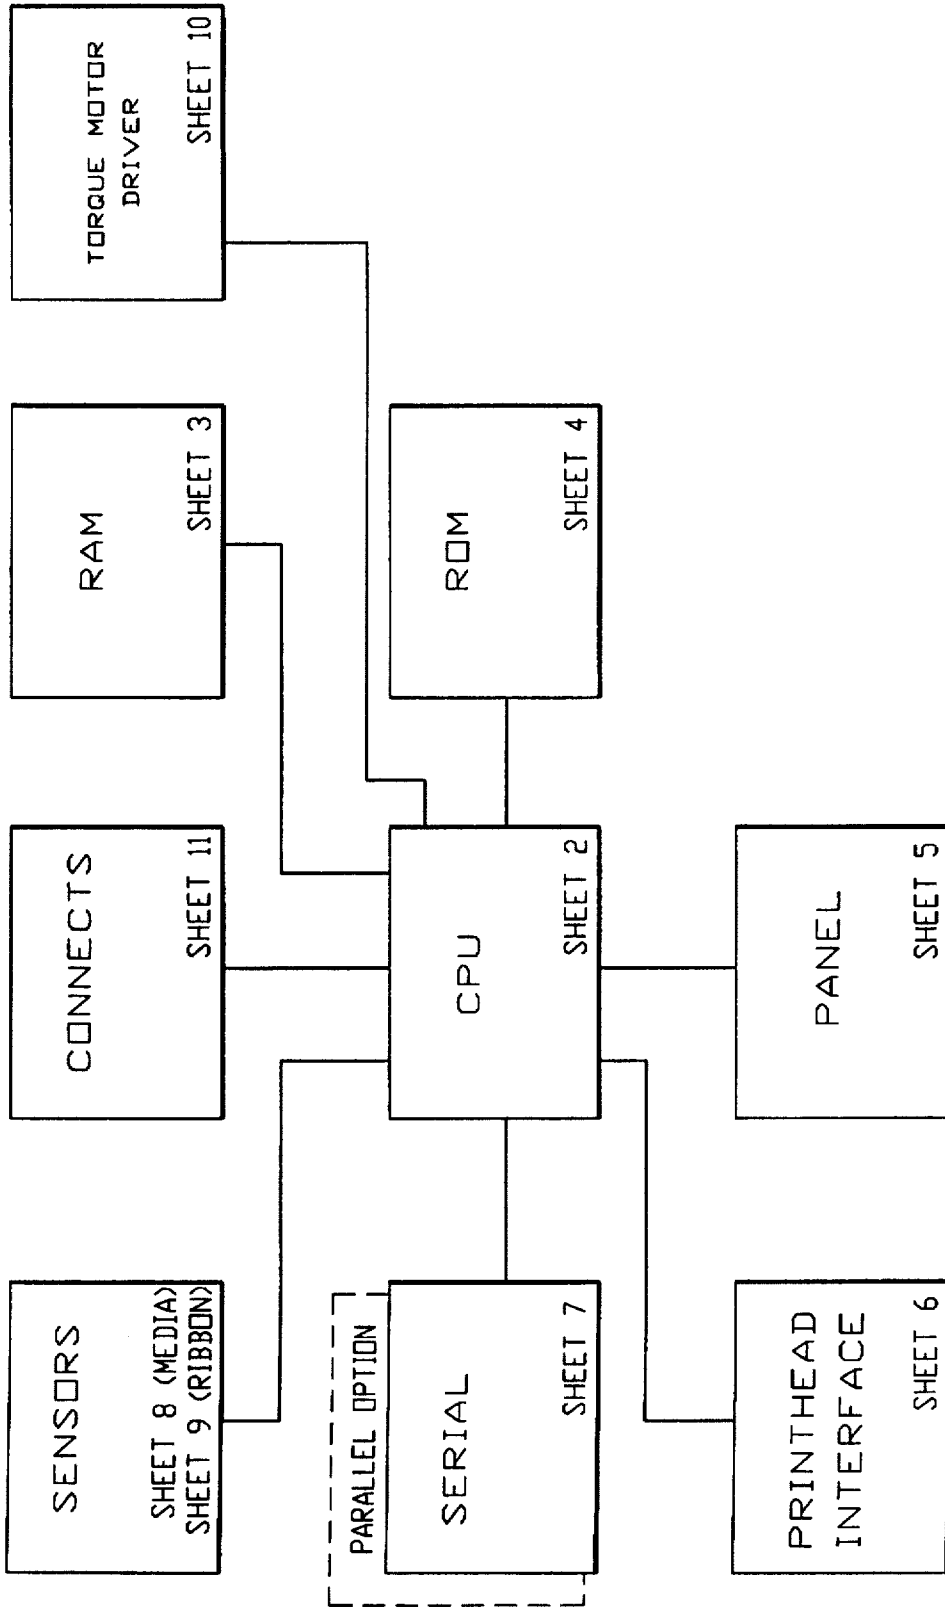 SENSORS
SHEET 8 (MEDIA)
SHEET 9 (RIBBON)
CONNECTS
SHEET 11
RAM
SHEET 3
TORQUE MOTOR
DRIVER
SHEET 10
PARALLEL OPTION
SERIAL
SHEET 7
CPU
SHEET 2
ROM
SHEET 4
PRINTHEAD
INTERFACE
SHEET 6
PANEL
SHEET 5